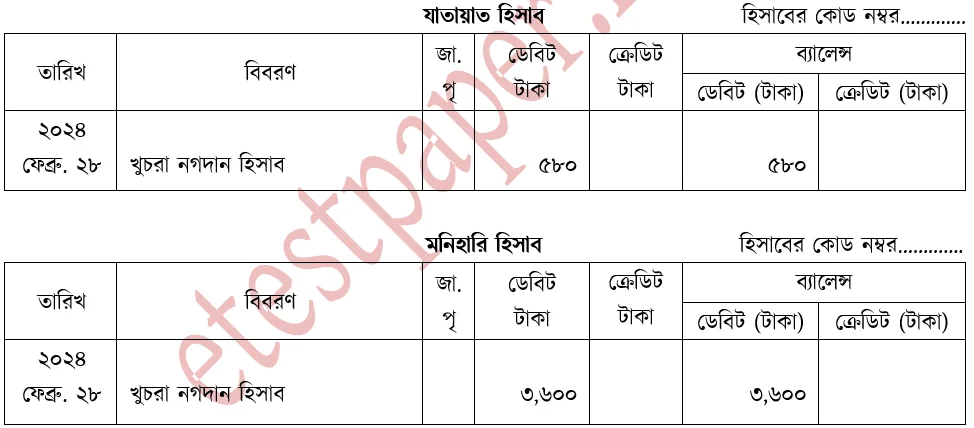 যাতায়াত হিসাব হিসাবের কোড নম্বর.............
তারিখ বিবরণ জা. পৃ ডেবিট টাকা ক্রেডিট টাকা ব্যালেন্স
ডেবিট (টাকা) ক্রেডিট (টাকা)
২০২৪
ফেব্রু. ২৮ খুচরা নগদান হিসাব ৫৮০ ৫৮০
মনিহারি হিসাব হিসাবের কোড নম্বর.............
তারিখ বিবরণ জা. পৃ ডেবিট টাকা ক্রেডিট টাকা ব্যালেন্স
ডেবিট (টাকা) ক্রেডিট (টাকা)
২০২৪
ফেব্রু. ২৮ খুচরা নগদান হিসাব ৩,৬০০ ৩,৬০০
etestpaper.